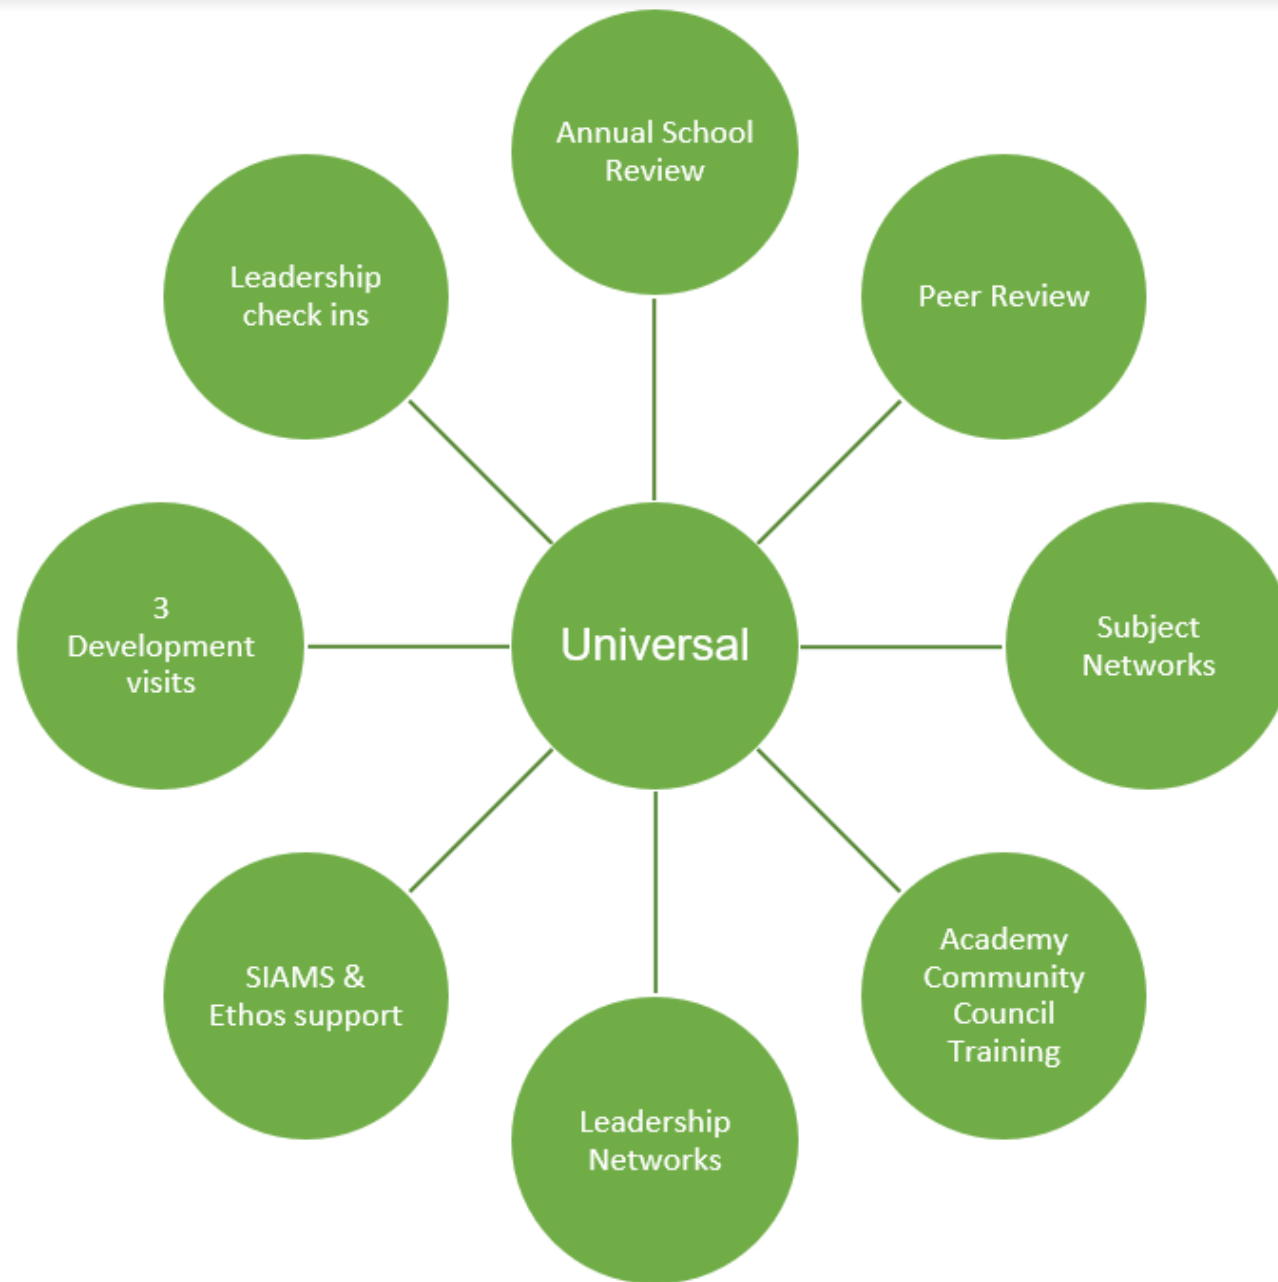 Annual School
Review
Leadership
check ins
Peer Review
3
Development
visits
Universal
Subject
Networks
SIAMS &
Ethos support
Academy
Community
Council
Training
Leadership
Networks